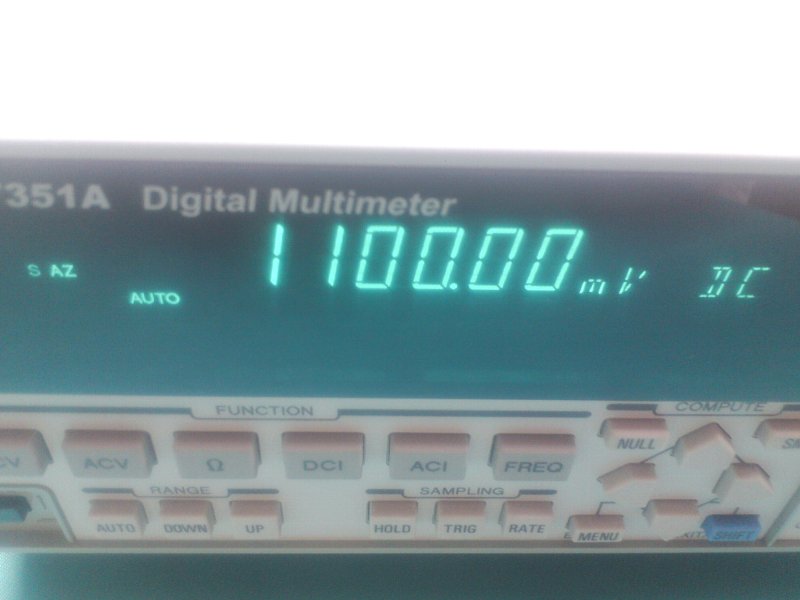 7351A Digital Multimeter
1100.00 mV DC
S AZ
AUTO
FUNCTION
COMPUTE
ACV Ω DCI ACI FREQ
NULL
RANGE
SAMPLING
AUTO DOWN UP
HOLD TRIG RATE
MENU
SHIFT